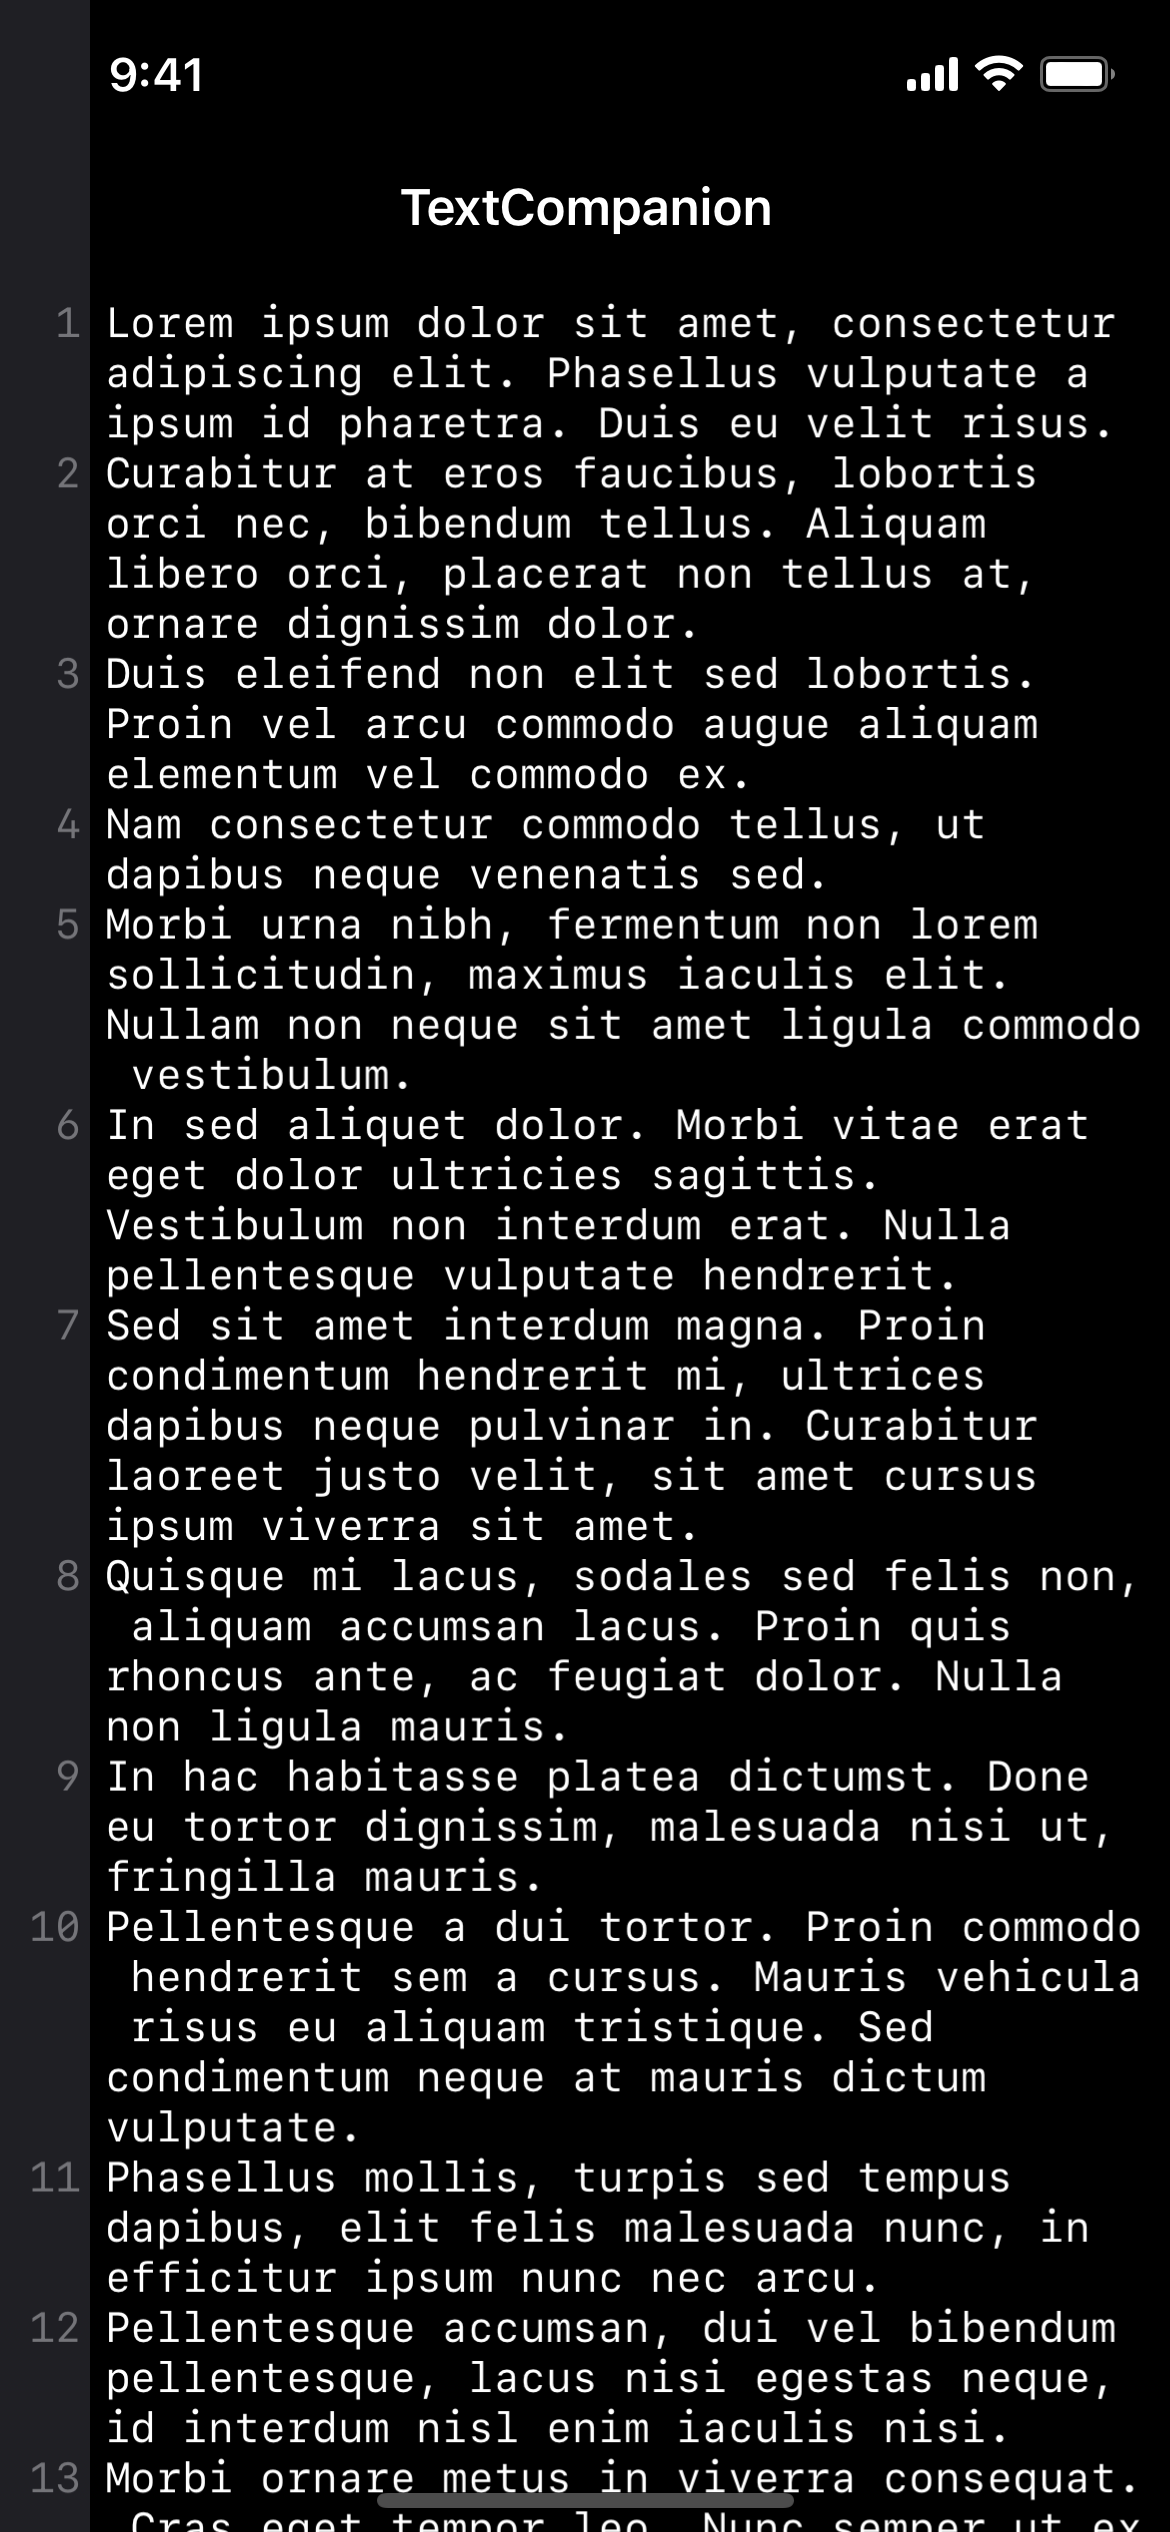 9:41
TextCompanion
1 Lorem ipsum dolor sit amet, consectetur
adipiscing elit. Phasellus vulputate a
ipsum id pharetra. Duis eu velit risus.
2 Curabitur at eros faucibus, lobortis
orci nec, bibendum tellus. Aliquam
libero orci, placerat non tellus at,
ornare dignissim dolor.
3 Duis eleifend non elit sed lobortis.
Proin vel arcu commodo augue aliquam
elementum vel commodo ex.
4 Nam consectetur commodo tellus, ut
dapibus neque venenatis sed.
5 Morbi urna nibh, fermentum non lorem
sollicitudin, maximus iaculis elit.
Nullam non neque sit amet ligula commodo
vestibulum.
6 In sed aliquet dolor. Morbi vitae erat
eget dolor ultricies sagittis.
Vestibulum non interdum erat. Nulla
pellentesque vulputate hendrerit.
7 Sed sit amet interdum magna. Proin
condimentum hendrerit mi, ultrices
dapibus neque pulvinar in. Curabitur
laoreet justo velit, sit amet cursus
ipsum viverra sit amet.
8 Quisque mi lacus, sodales sed felis non,
aliquam accumsan lacus. Proin quis
rhoncus ante, ac feugiat dolor. Nulla
non ligula mauris.
9 In hac habitasse platea dictumst. Done
eu tortor dignissim, malesuada nisi ut,
fringilla mauris.
10 Pellentesque a dui tortor. Proin commodo
hendrerit sem a cursus. Mauris vehicula
risus eu aliquam tristique. Sed
condimentum neque at mauris dictum
vulputate.
11 Phasellus mollis, turpis sed tempus
dapibus, elit felis malesuada nunc, in
efficitur ipsum nunc nec arcu.
12 Pellentesque accumsan, dui vel bibendum
pellentesque, lacus nisi egestas neque,
id interdum nisl enim iaculis nisi.
13 Morbi ornare metus in viverra consequat.
Cras eget tempor leo. Nunc semper ut ex